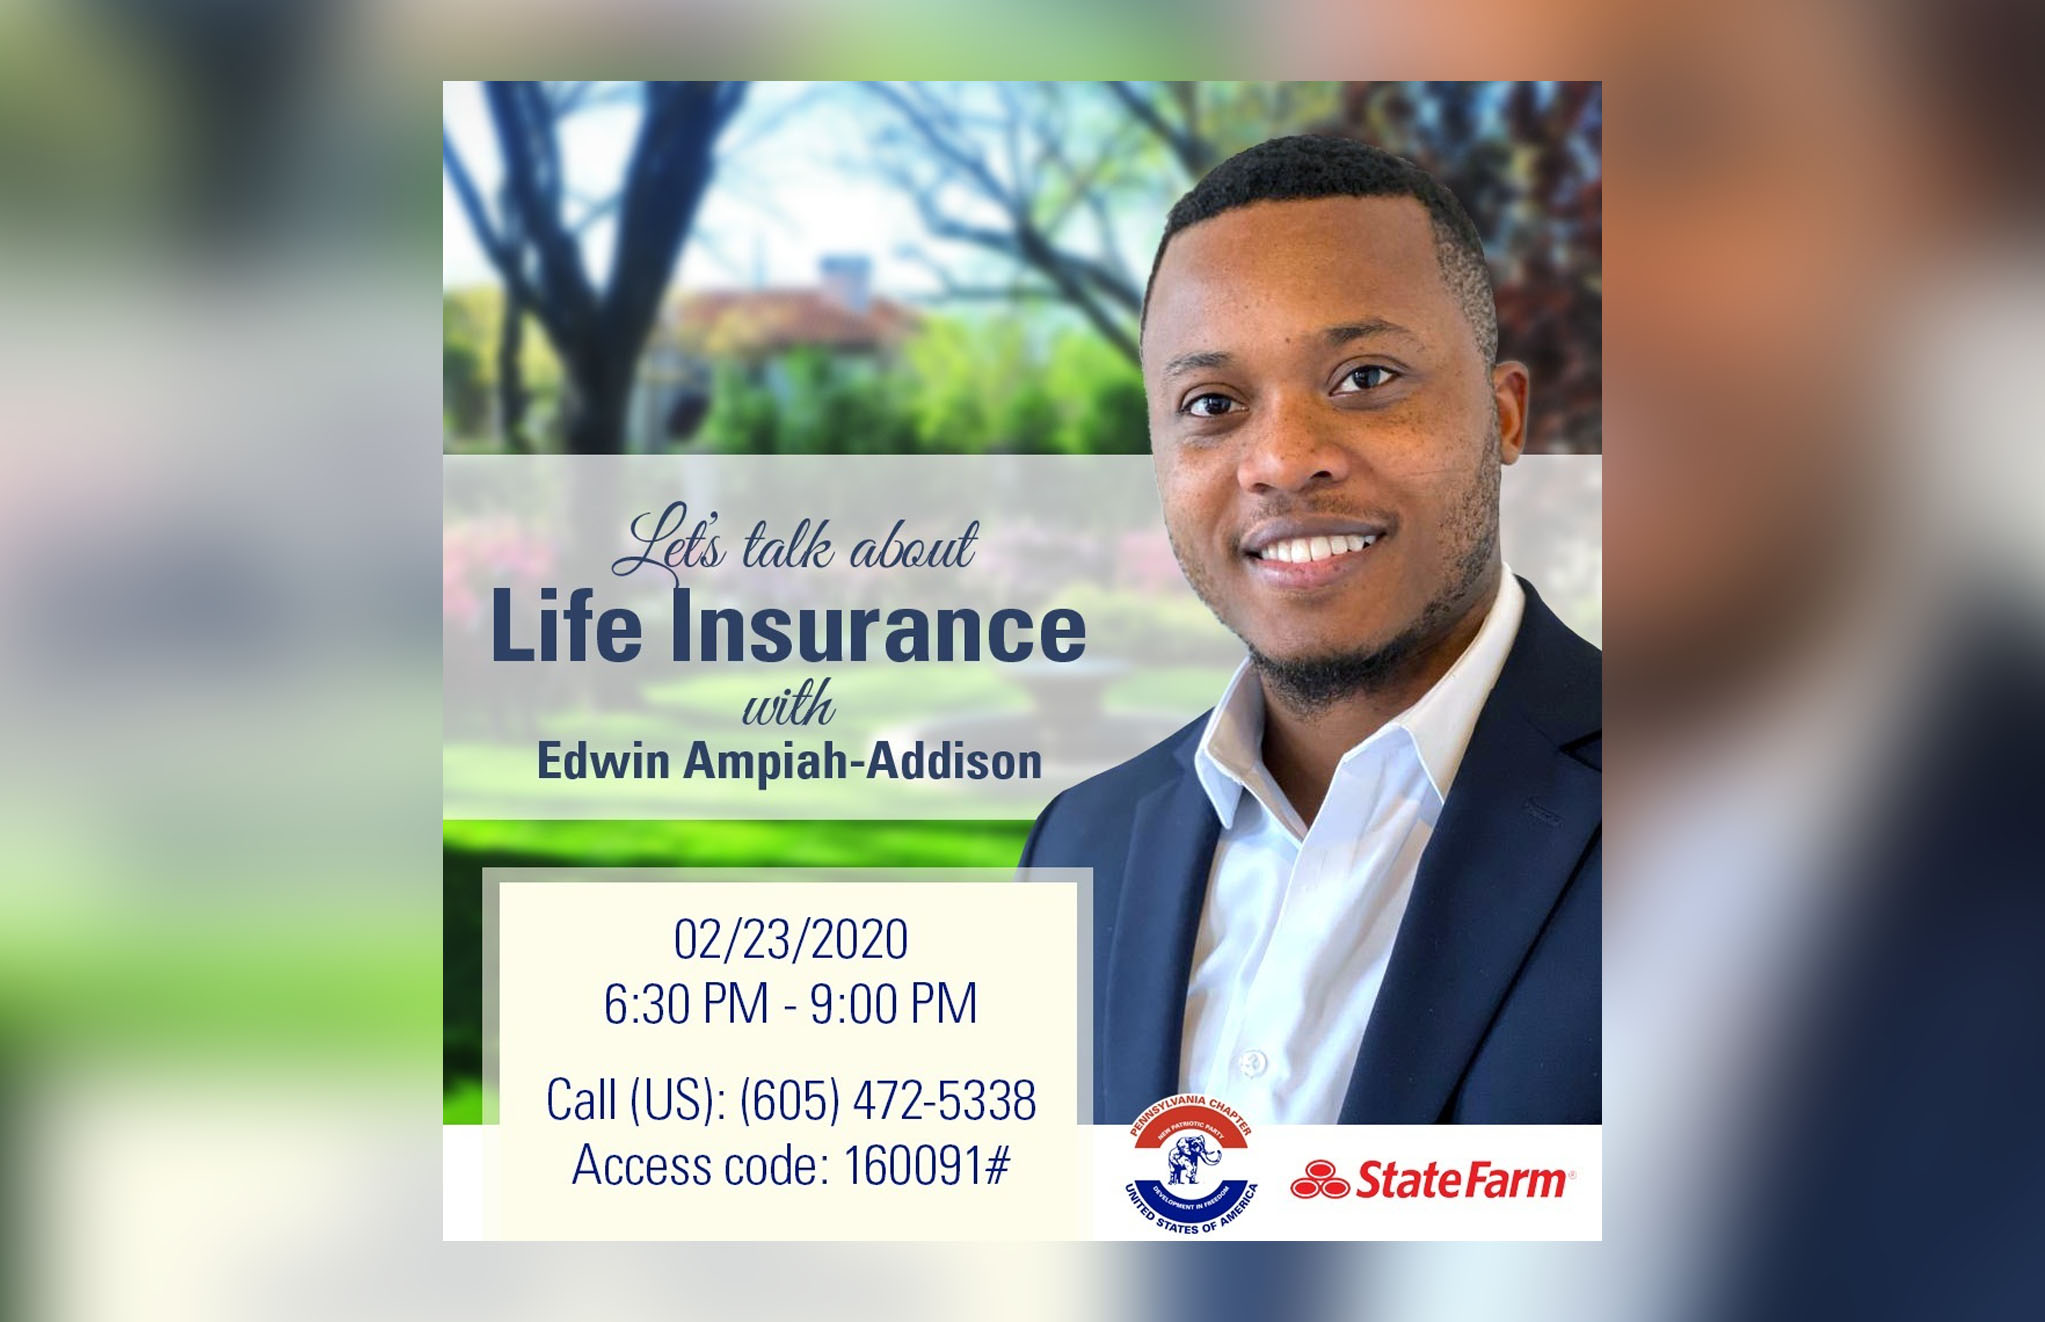 Let's talk about
Life Insurance
with
Edwin Ampiah-Addison
02/23/2020
6:30 PM - 9:00 PM
Call (US): (605) 472-5338
Access code: 160091#
PENNSYLVANIA CHAPTER
NEW PATRIOTIC PARTY
DEVELOPMENT IN FREEDOM
UNITED STATES OF AMERICA
State Farm®